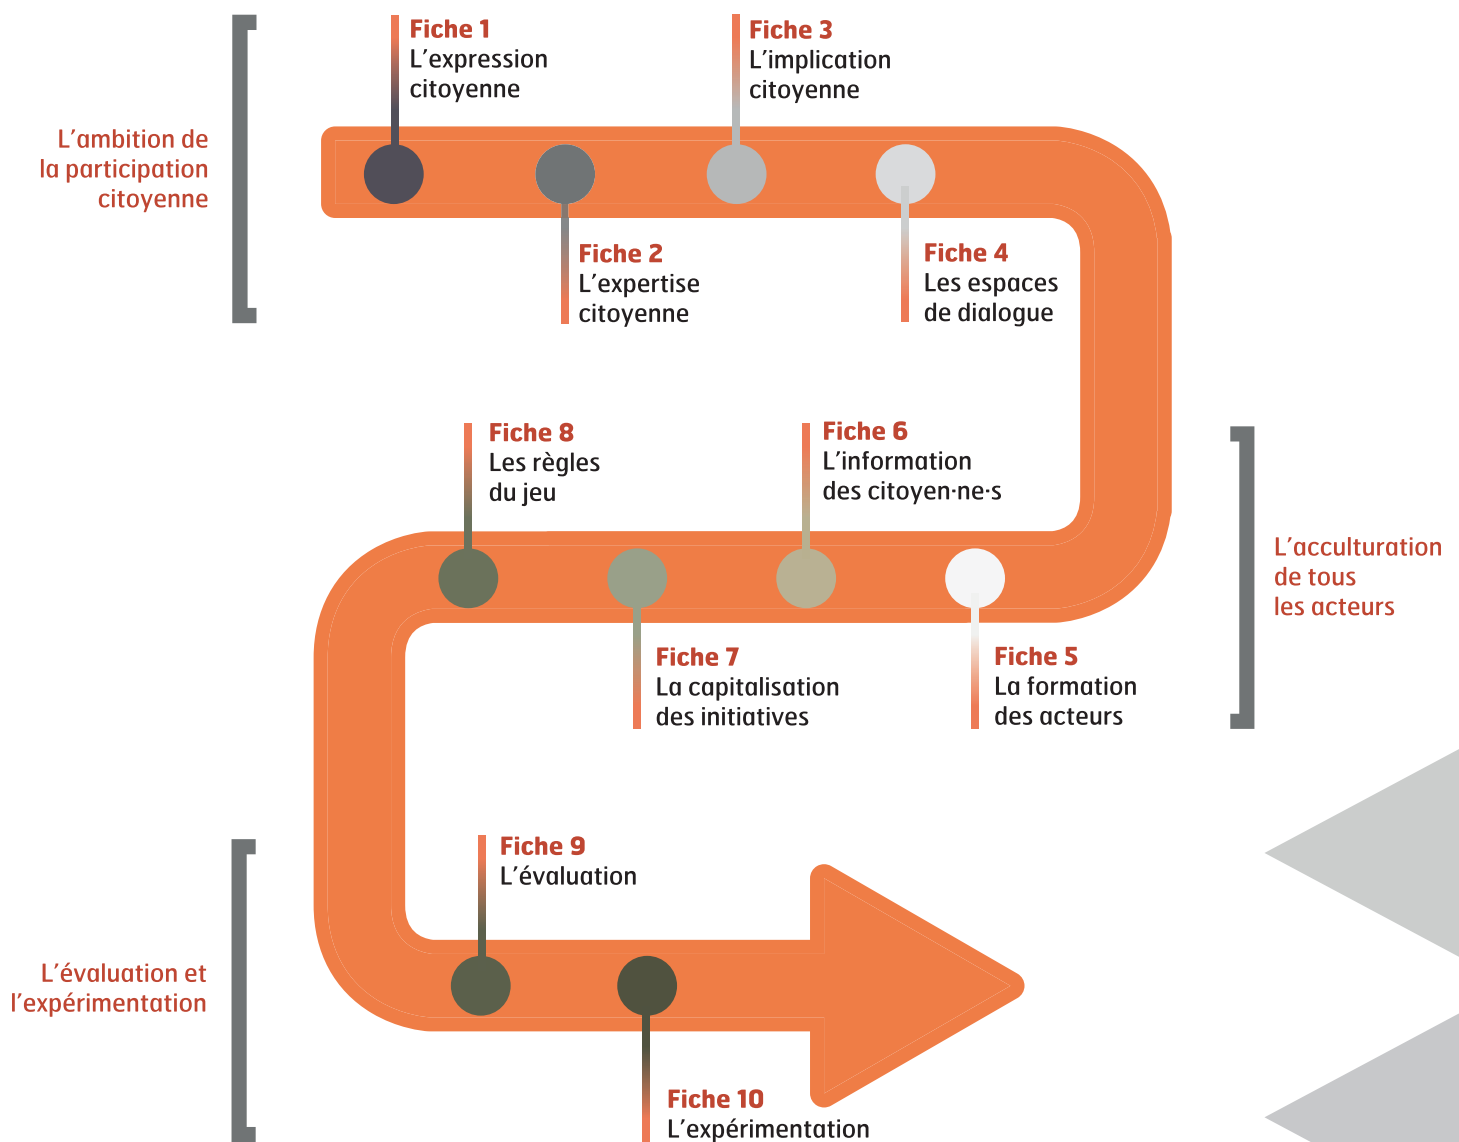 L'ambition de
la participation
citoyenne
Fiche 1
L'expression
citoyenne
Fiche 2
L'expertise
citoyenne
Fiche 3
L'implication
citoyenne
Fiche 4
Les espaces
de dialogue
L'acculturation
de tous
les acteurs
Fiche 5
La formation
des acteurs
Fiche 6
L'information
des citoyen·ne·s
Fiche 7
La capitalisation
des initiatives
Fiche 8
Les règles
du jeu
L'évaluation et
l'expérimentation
Fiche 9
L'évaluation
Fiche 10
L'expérimentation